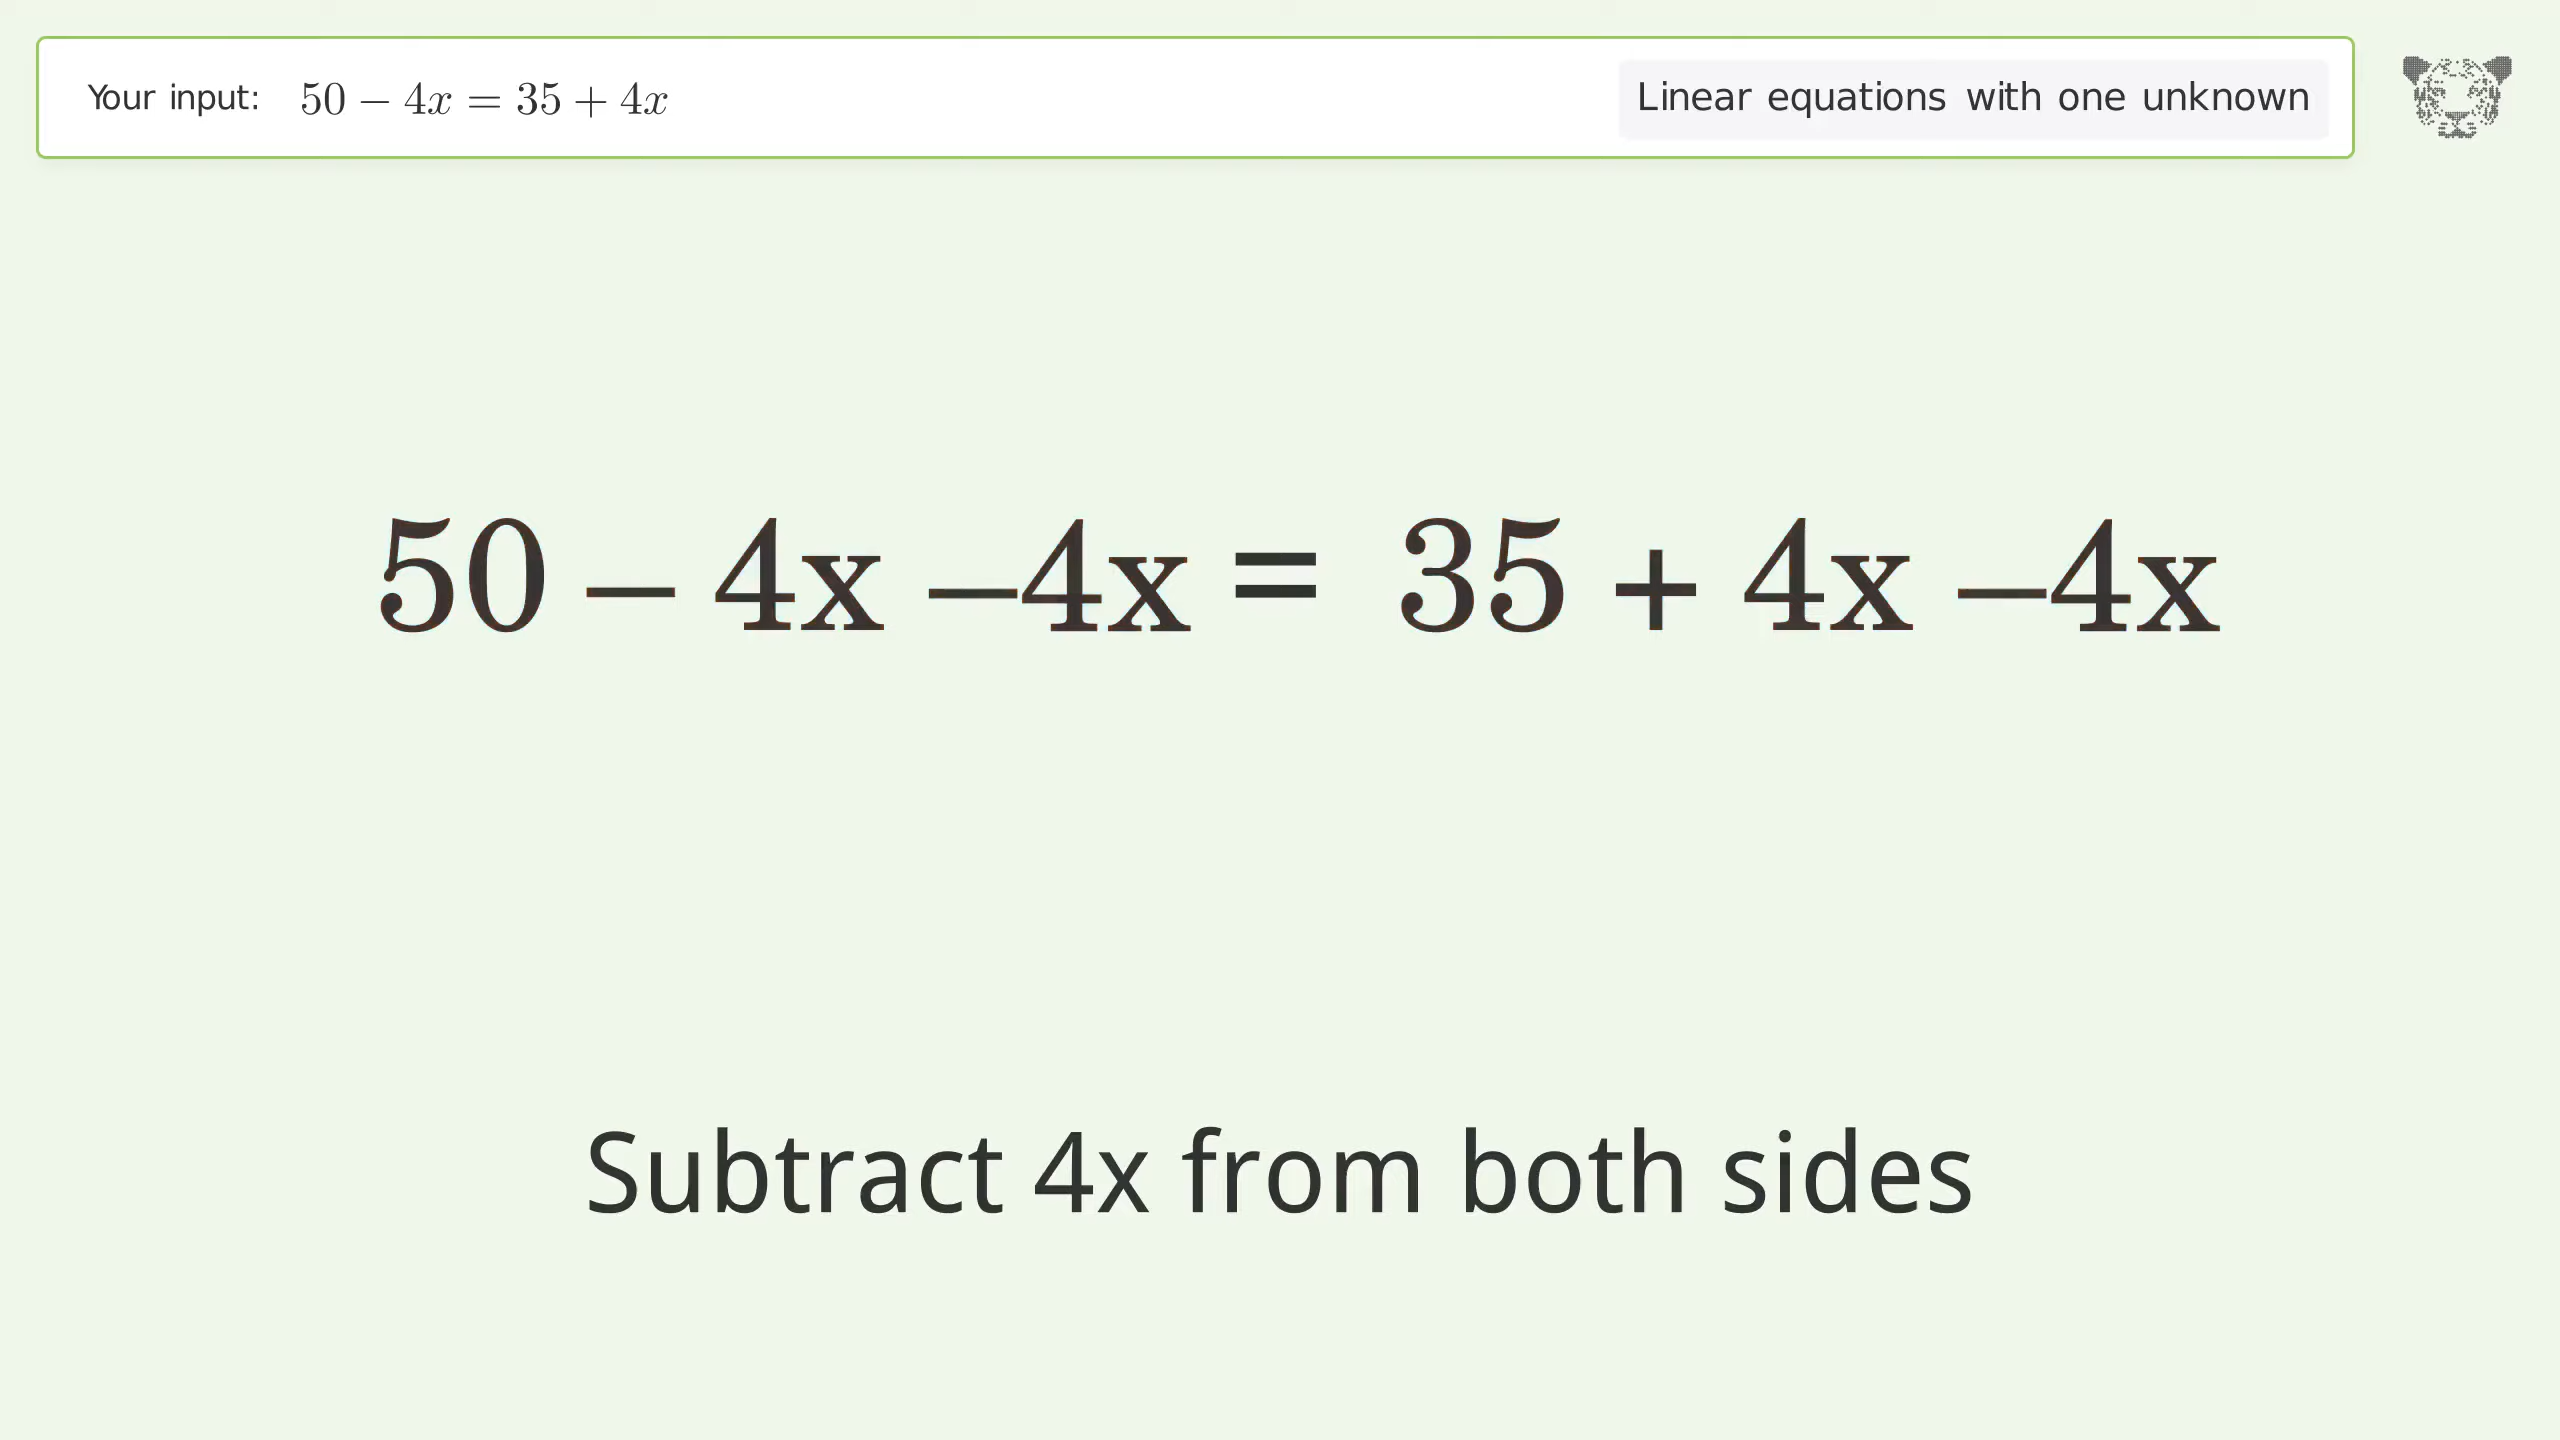 Your input: 50 − 4x = 35 + 4x
Linear equations with one unknown
50 − 4x −4x = 35 + 4x −4x
Subtract 4x from both sides